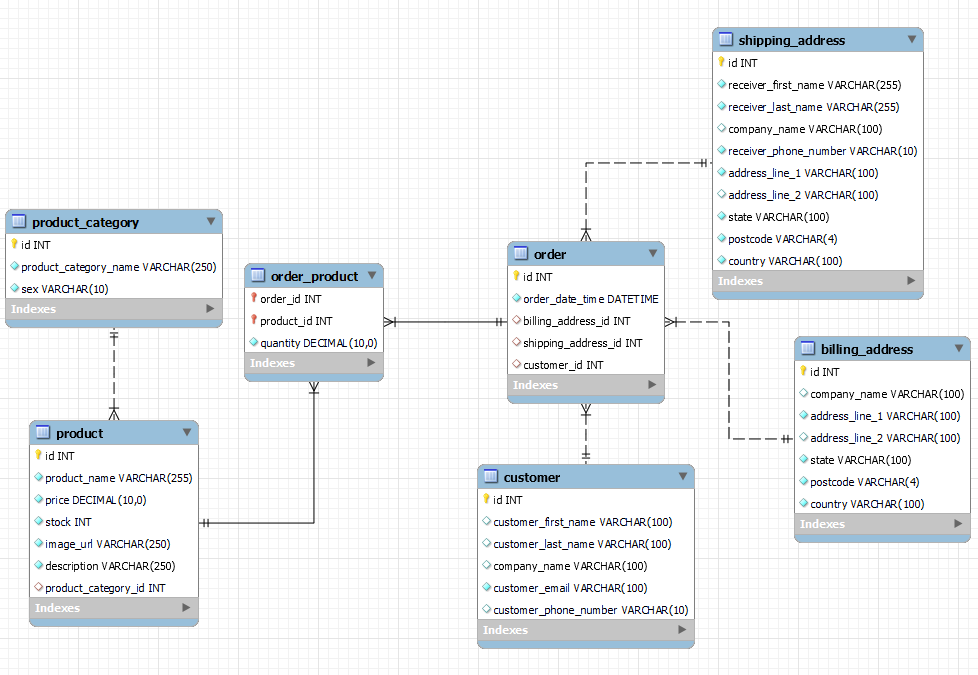 shipping_address
id INT
receiver_first_name VARCHAR(255)
receiver_last_name VARCHAR(255)
company_name VARCHAR(100)
receiver_phone_number VARCHAR(10)
address_line_1 VARCHAR(100)
address_line_2 VARCHAR(100)
state VARCHAR(100)
postcode VARCHAR(4)
country VARCHAR(100)
Indexes
product_category
id INT
product_category_name VARCHAR(250)
sex VARCHAR(10)
Indexes
order_product
order_id INT
product_id INT
quantity DECIMAL(10,0)
Indexes
order
id INT
order_date_time DATETIME
billing_address_id INT
shipping_address_id INT
customer_id INT
Indexes
billing_address
id INT
company_name VARCHAR(100)
address_line_1 VARCHAR(100)
address_line_2 VARCHAR(100)
state VARCHAR(100)
postcode VARCHAR(4)
country VARCHAR(100)
Indexes
product
id INT
product_name VARCHAR(255)
price DECIMAL(10,0)
stock INT
image_url VARCHAR(250)
description VARCHAR(250)
product_category_id INT
Indexes
customer
id INT
customer_first_name VARCHAR(100)
customer_last_name VARCHAR(100)
company_name VARCHAR(100)
customer_email VARCHAR(100)
customer_phone_number VARCHAR(10)
Indexes